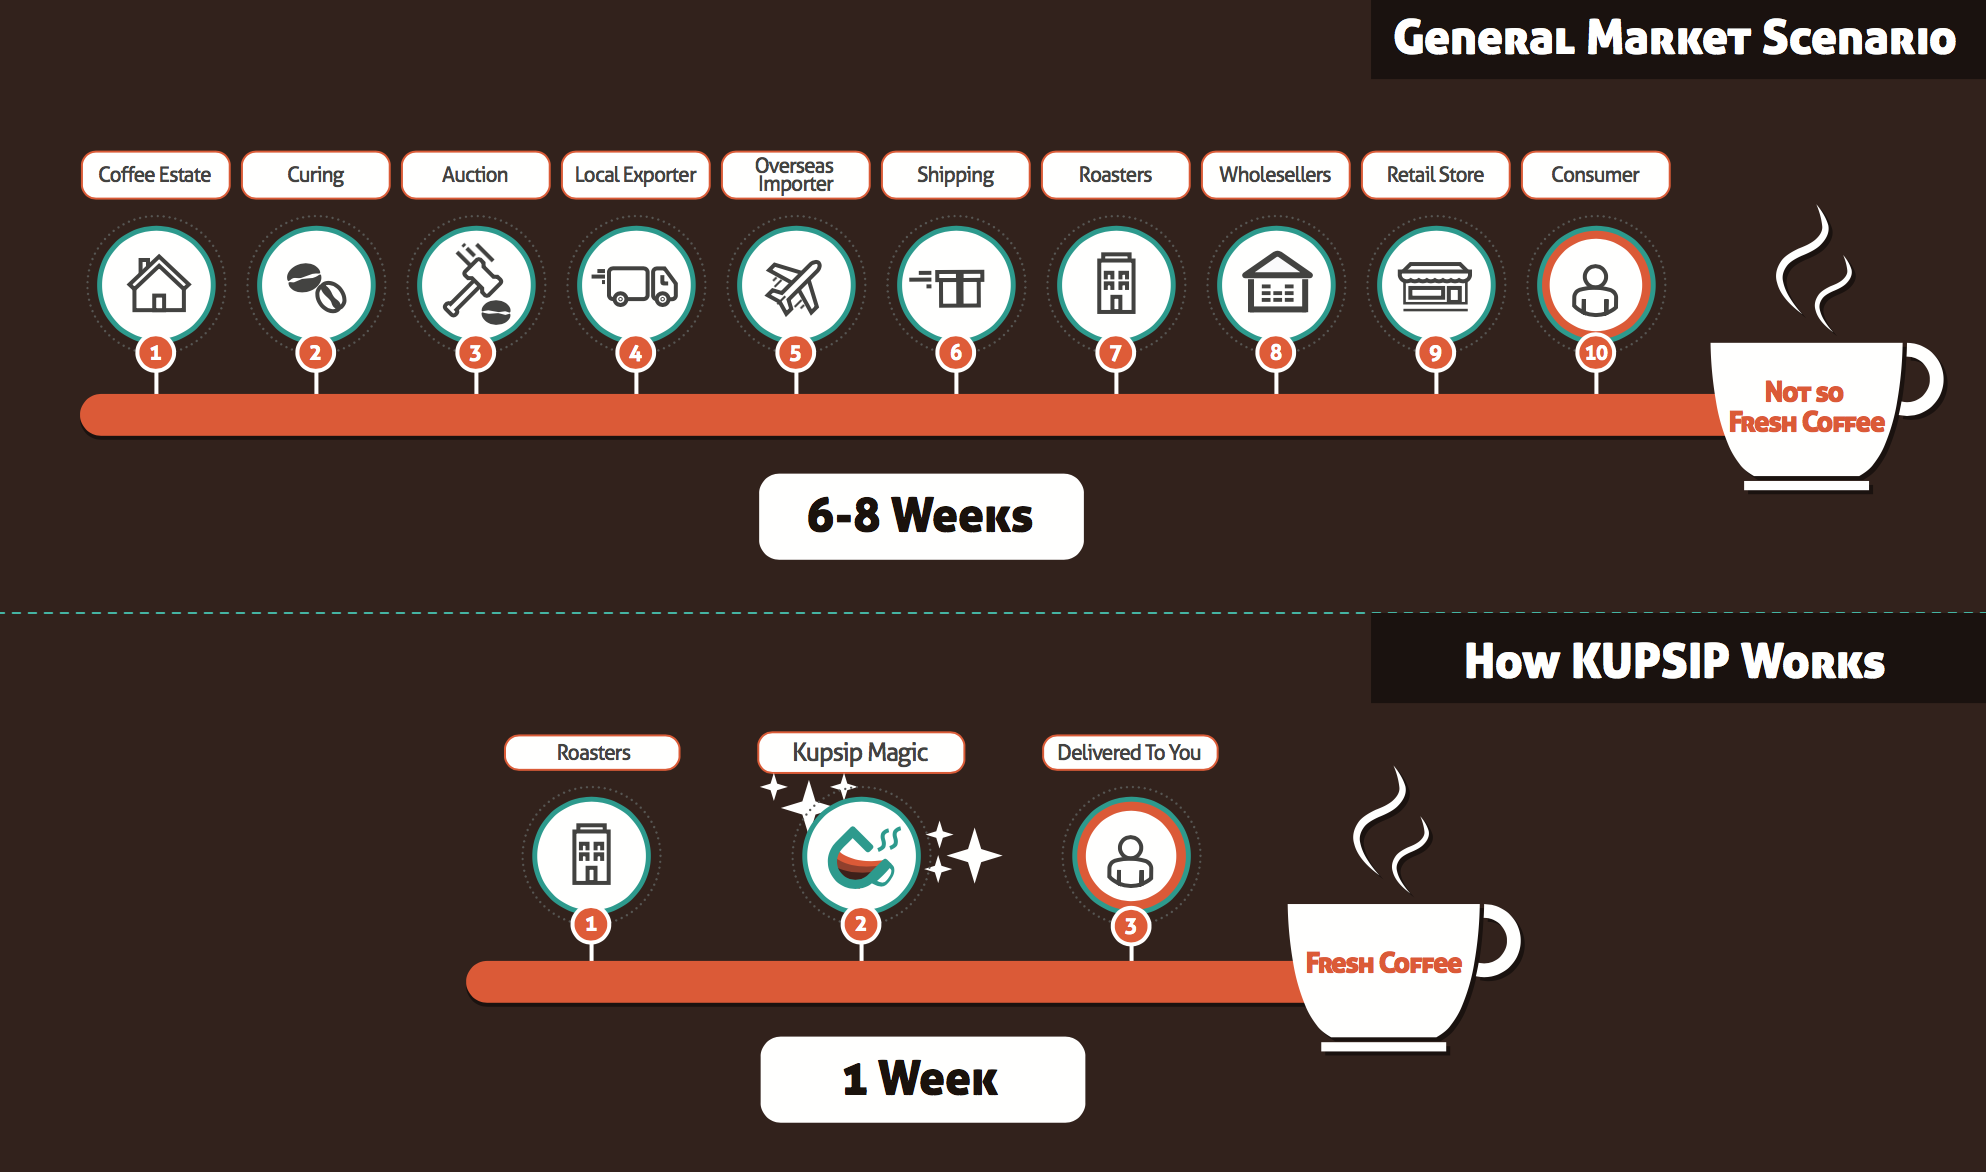 General Market Scenario
Coffee Estate
Curing
Auction
Local Exporter
Overseas
Importer
Shipping
Roasters
Wholesellers
Retail Store
Consumer
1
2
3
4
5
6
7
8
9
10
Not so
Fresh Coffee
6-8 Weeks
How KUPSIP Works
Roasters
Kupsip Magic
Delivered To You
1
2
3
Fresh Coffee
1 Week